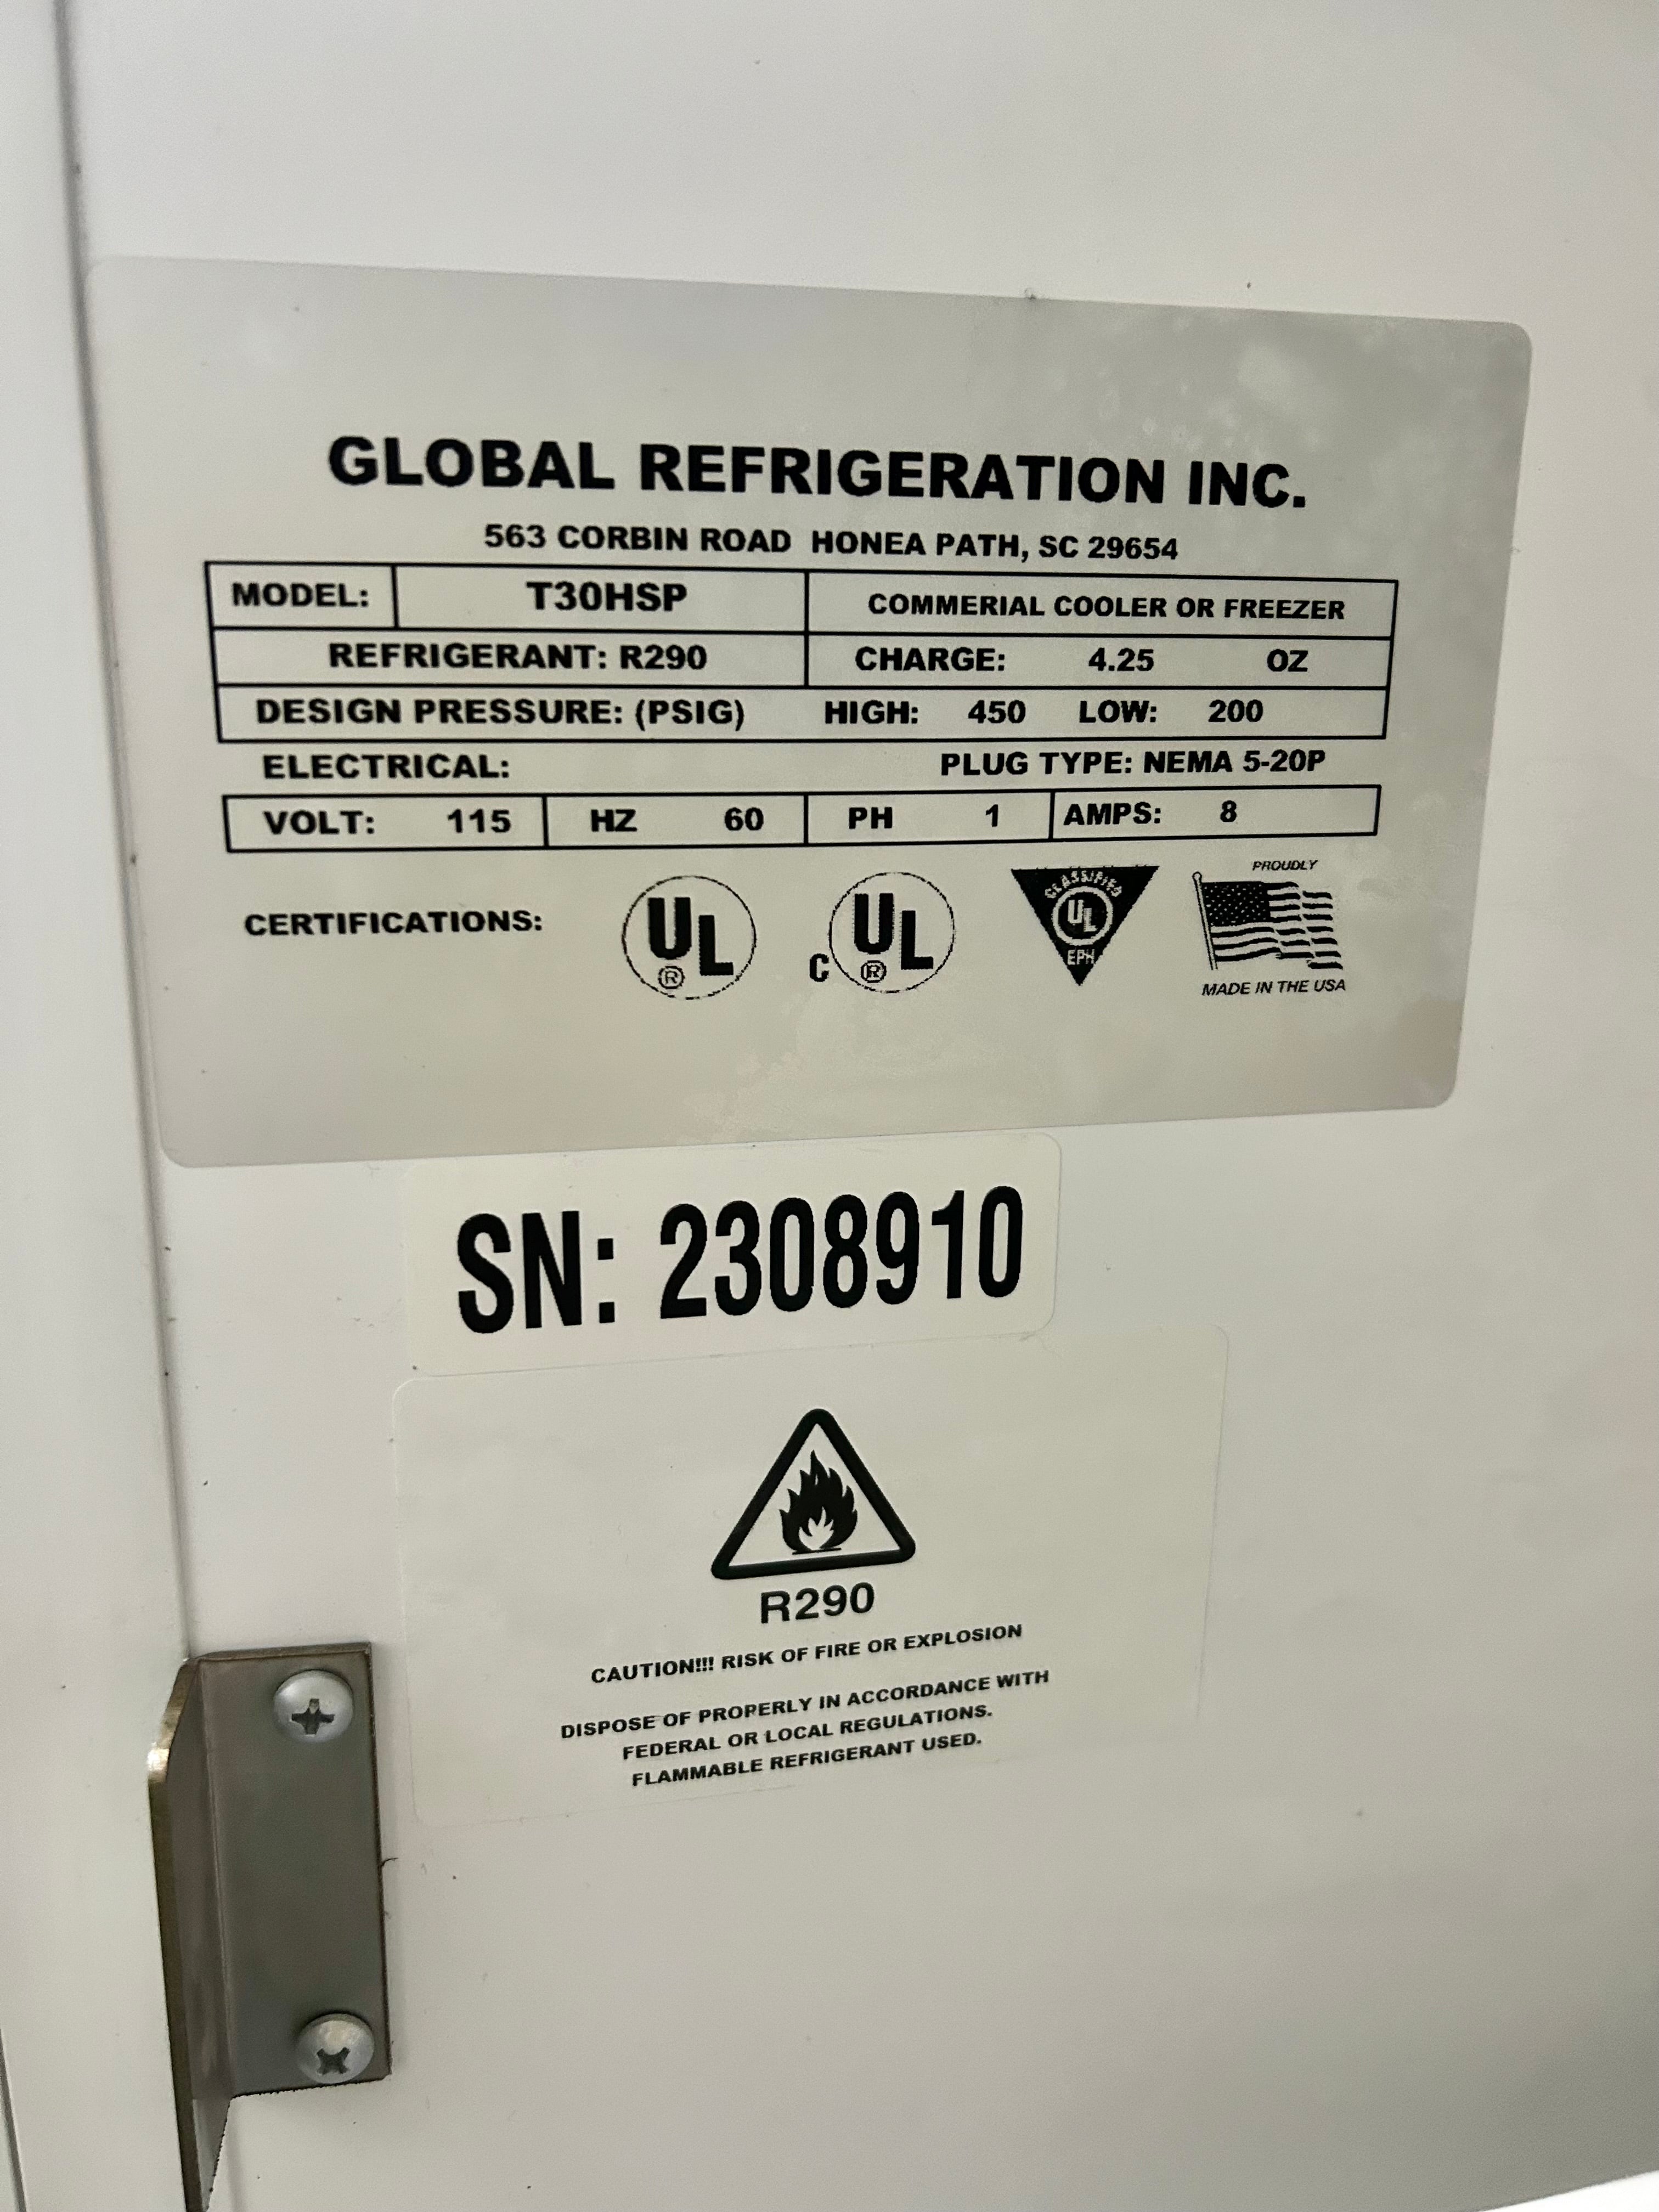 GLOBAL REFRIGERATION INC.
563 CORBIN ROAD HONEA PATH, SC 29654
MODEL: T30HSP COMMERIAL COOLER OR FREEZER
REFRIGERANT: R290 CHARGE: 4.25 OZ
DESIGN PRESSURE: (PSIG) HIGH: 450 LOW: 200
ELECTRICAL: PLUG TYPE: NEMA 5-20P
VOLT: 115 HZ 60 PH 1 AMPS: 8
PROUDLY
CERTIFICATIONS: UL ® C UL ® CLASSIFIED UL EPH
MADE IN THE USA
SN: 2308910
R290
CAUTION!!! RISK OF FIRE OR EXPLOSION
DISPOSE OF PROPERLY IN ACCORDANCE WITH
FEDERAL OR LOCAL REGULATIONS.
FLAMMABLE REFRIGERANT USED.